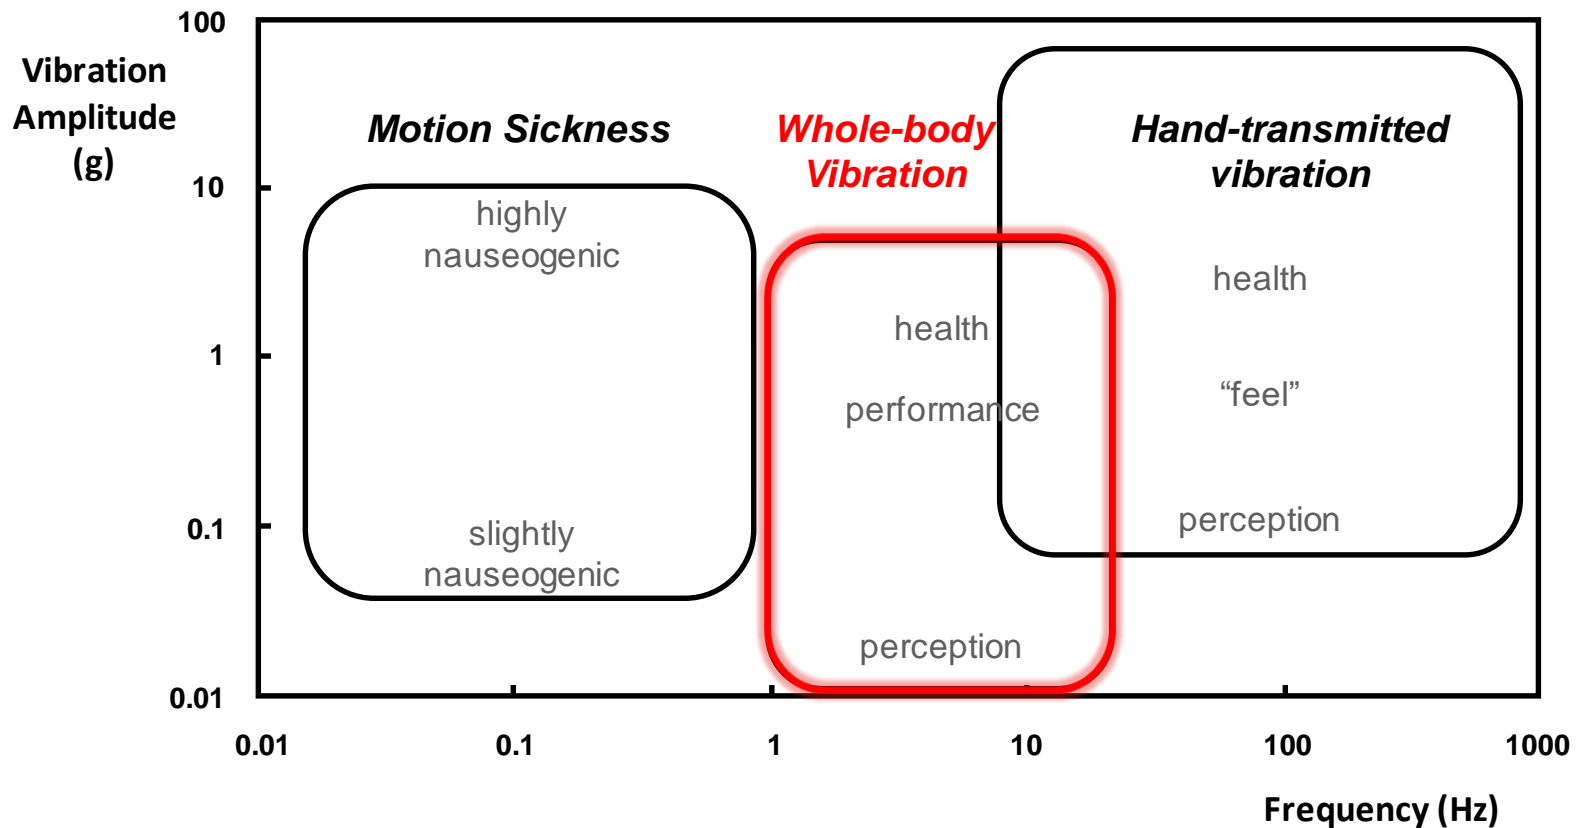 100
Vibration
Amplitude
(g)
Motion Sickness
Whole-body
Vibration
Hand-transmitted
vibration
10
highly
nauseogenic
health
health
1
performance
“feel”
0.1
slightly
nauseogenic
perception
perception
0.01
0.01
0.1
1
10
100
1000
Frequency (Hz)